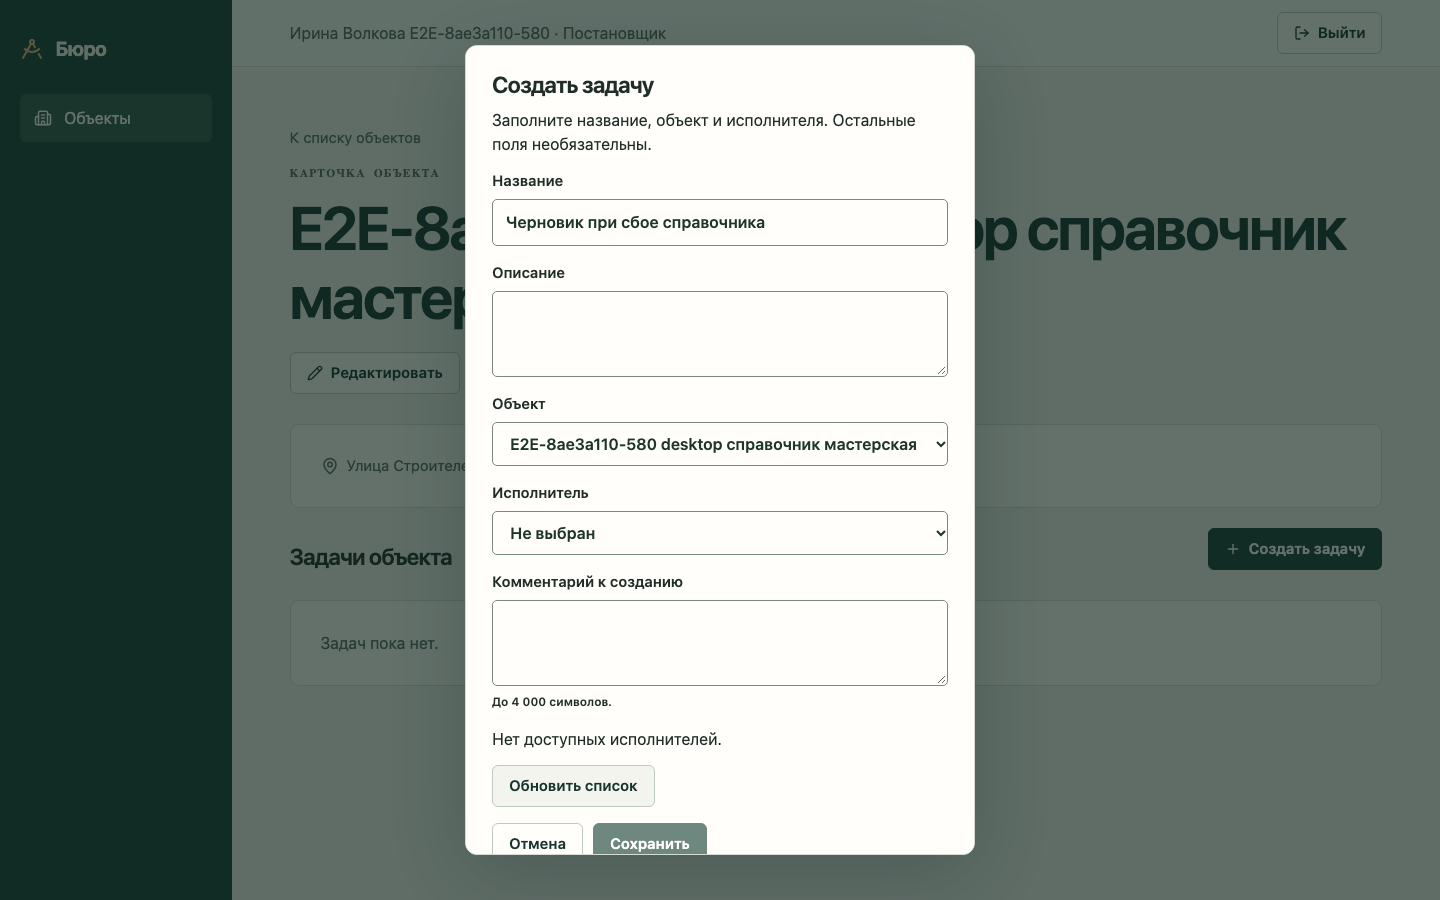 Бюро
Объекты
Ирина Волкова E2E-8ae3a110-580 · Постановщик
Выйти
К списку объектов
КАРТОЧКА ОБЪЕКТА
E2E-8a
ор справочник
мастер
Редактировать
Улица Строителе
Задачи объекта
Создать задачу
Задач пока нет.
Создать задачу
Заполните название, объект и исполнителя. Остальные
поля необязательны.
Название
Черновик при сбое справочника
Описание
Объект
E2E-8ae3a110-580 desktop справочник мастерская
Исполнитель
Не выбран
Комментарий к созданию
До 4 000 символов.
Нет доступных исполнителей.
Обновить список
Отмена
Сохранить